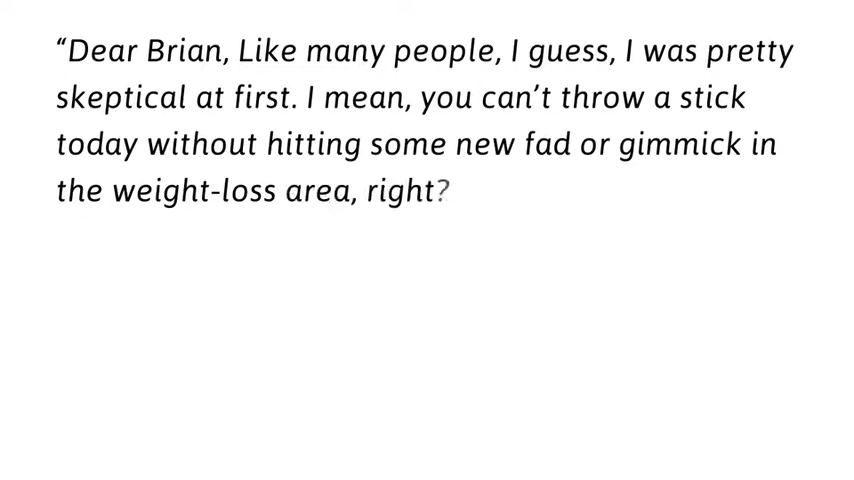 “Dear Brian, Like many people, I guess, I was pretty
skeptical at first. I mean, you can’t throw a stick
today without hitting some new fad or gimmick in
the weight-loss area, right?